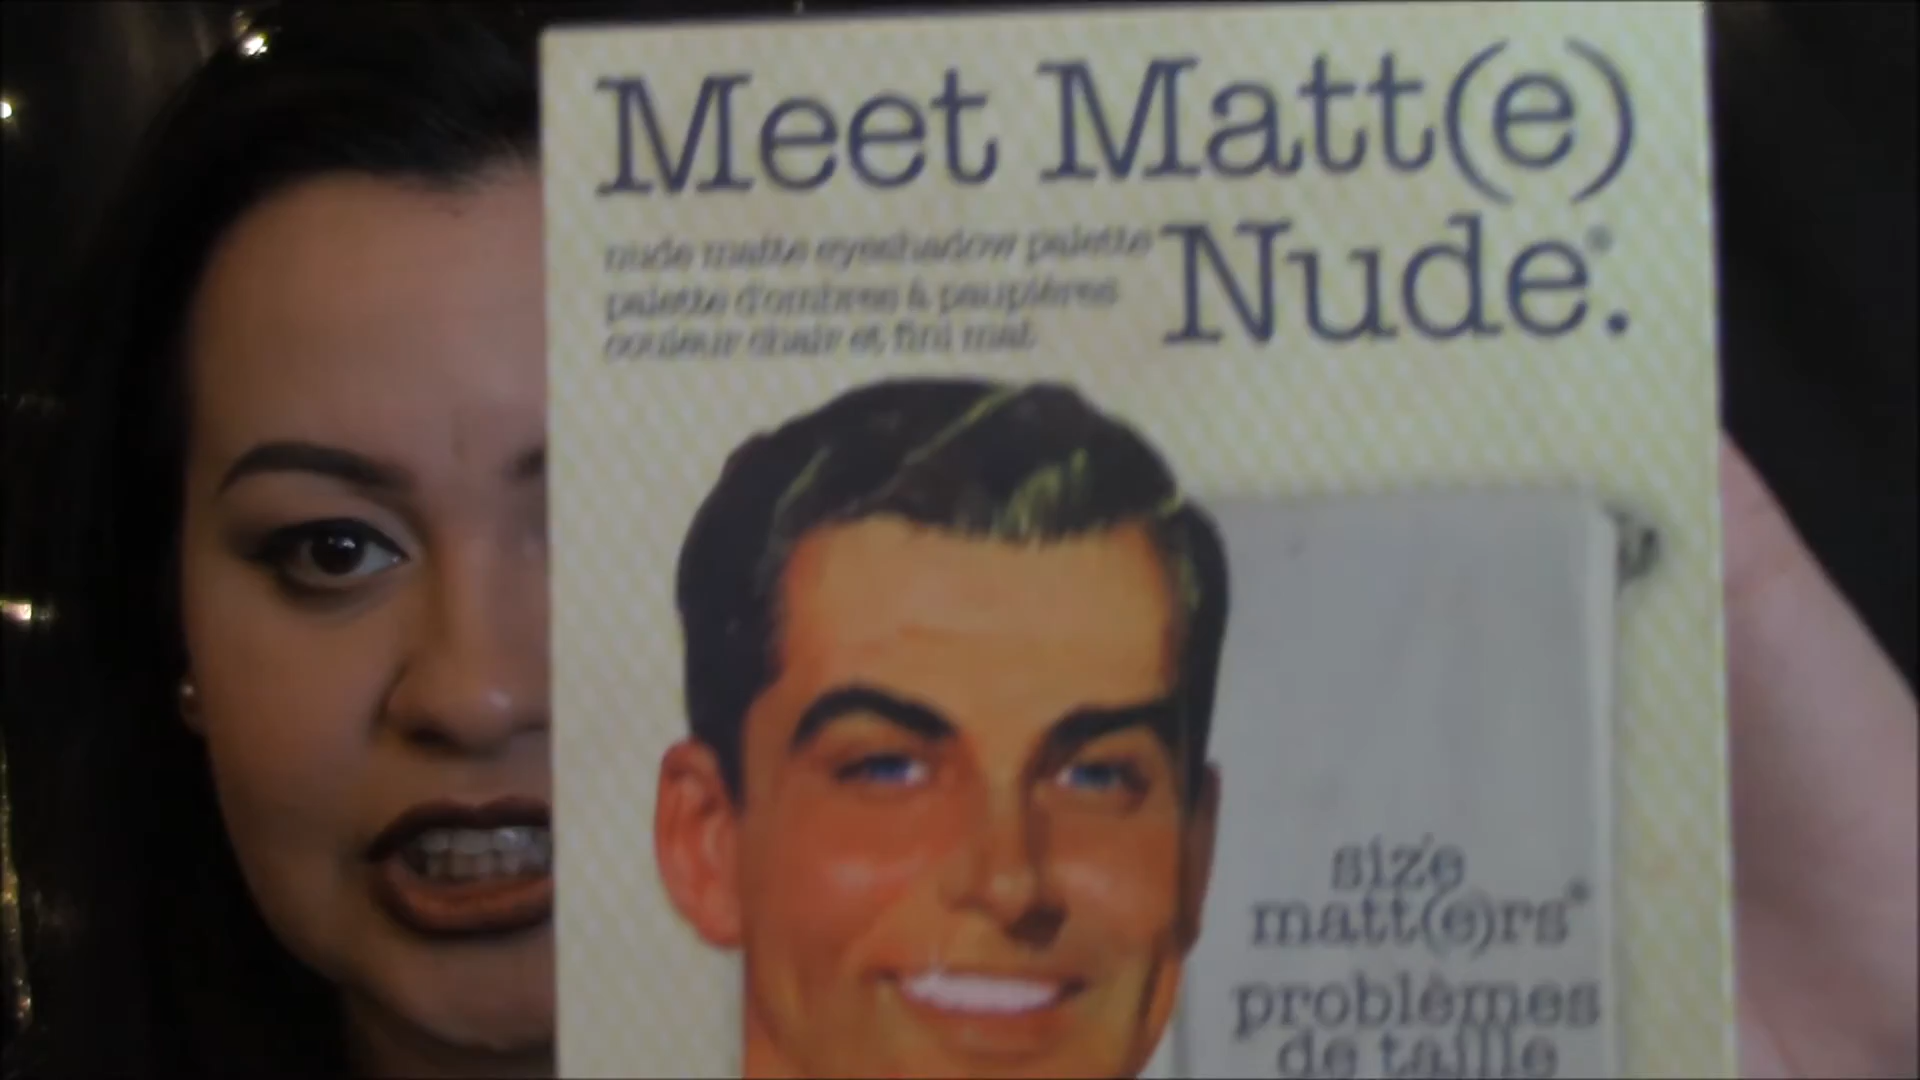 Meet Matt(e)
Nude®.
nude matte eyeshadow palette
palette d'ombres à paupières
couleur chair et fini mat
size
matt(e)rs®
problèmes
de taille